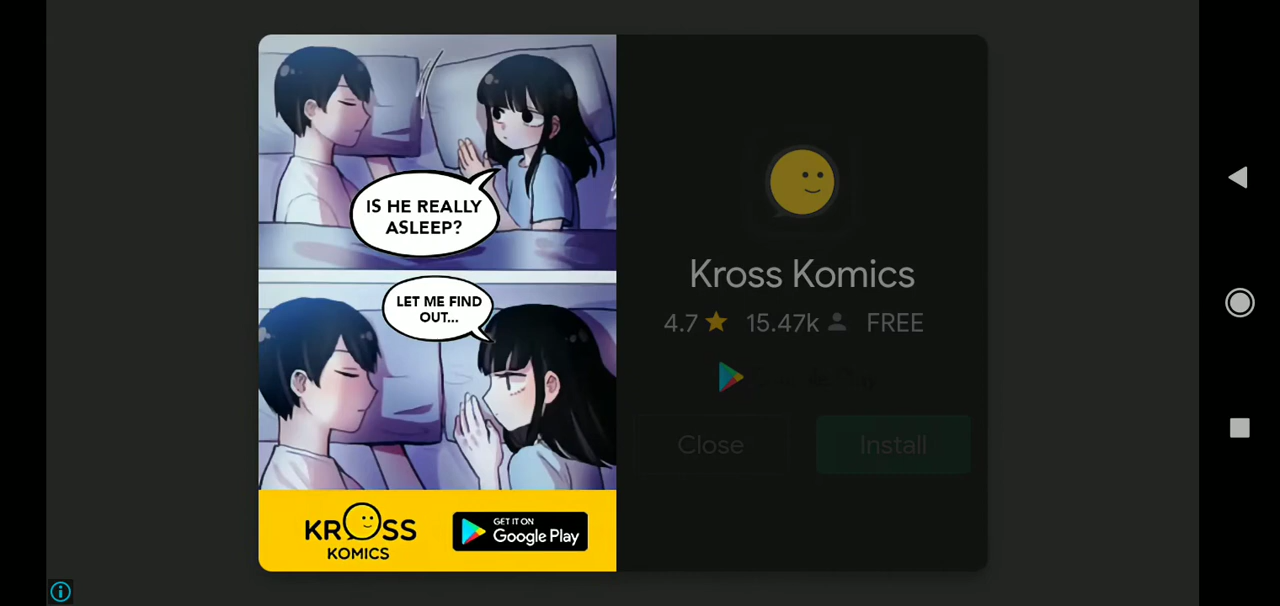 IS HE REALLY
ASLEEP?
LET ME FIND
OUT...
KROSS
KOMICS
GET IT ON
Google Play
Kross Komics
4.7 15.47k FREE
Close Install